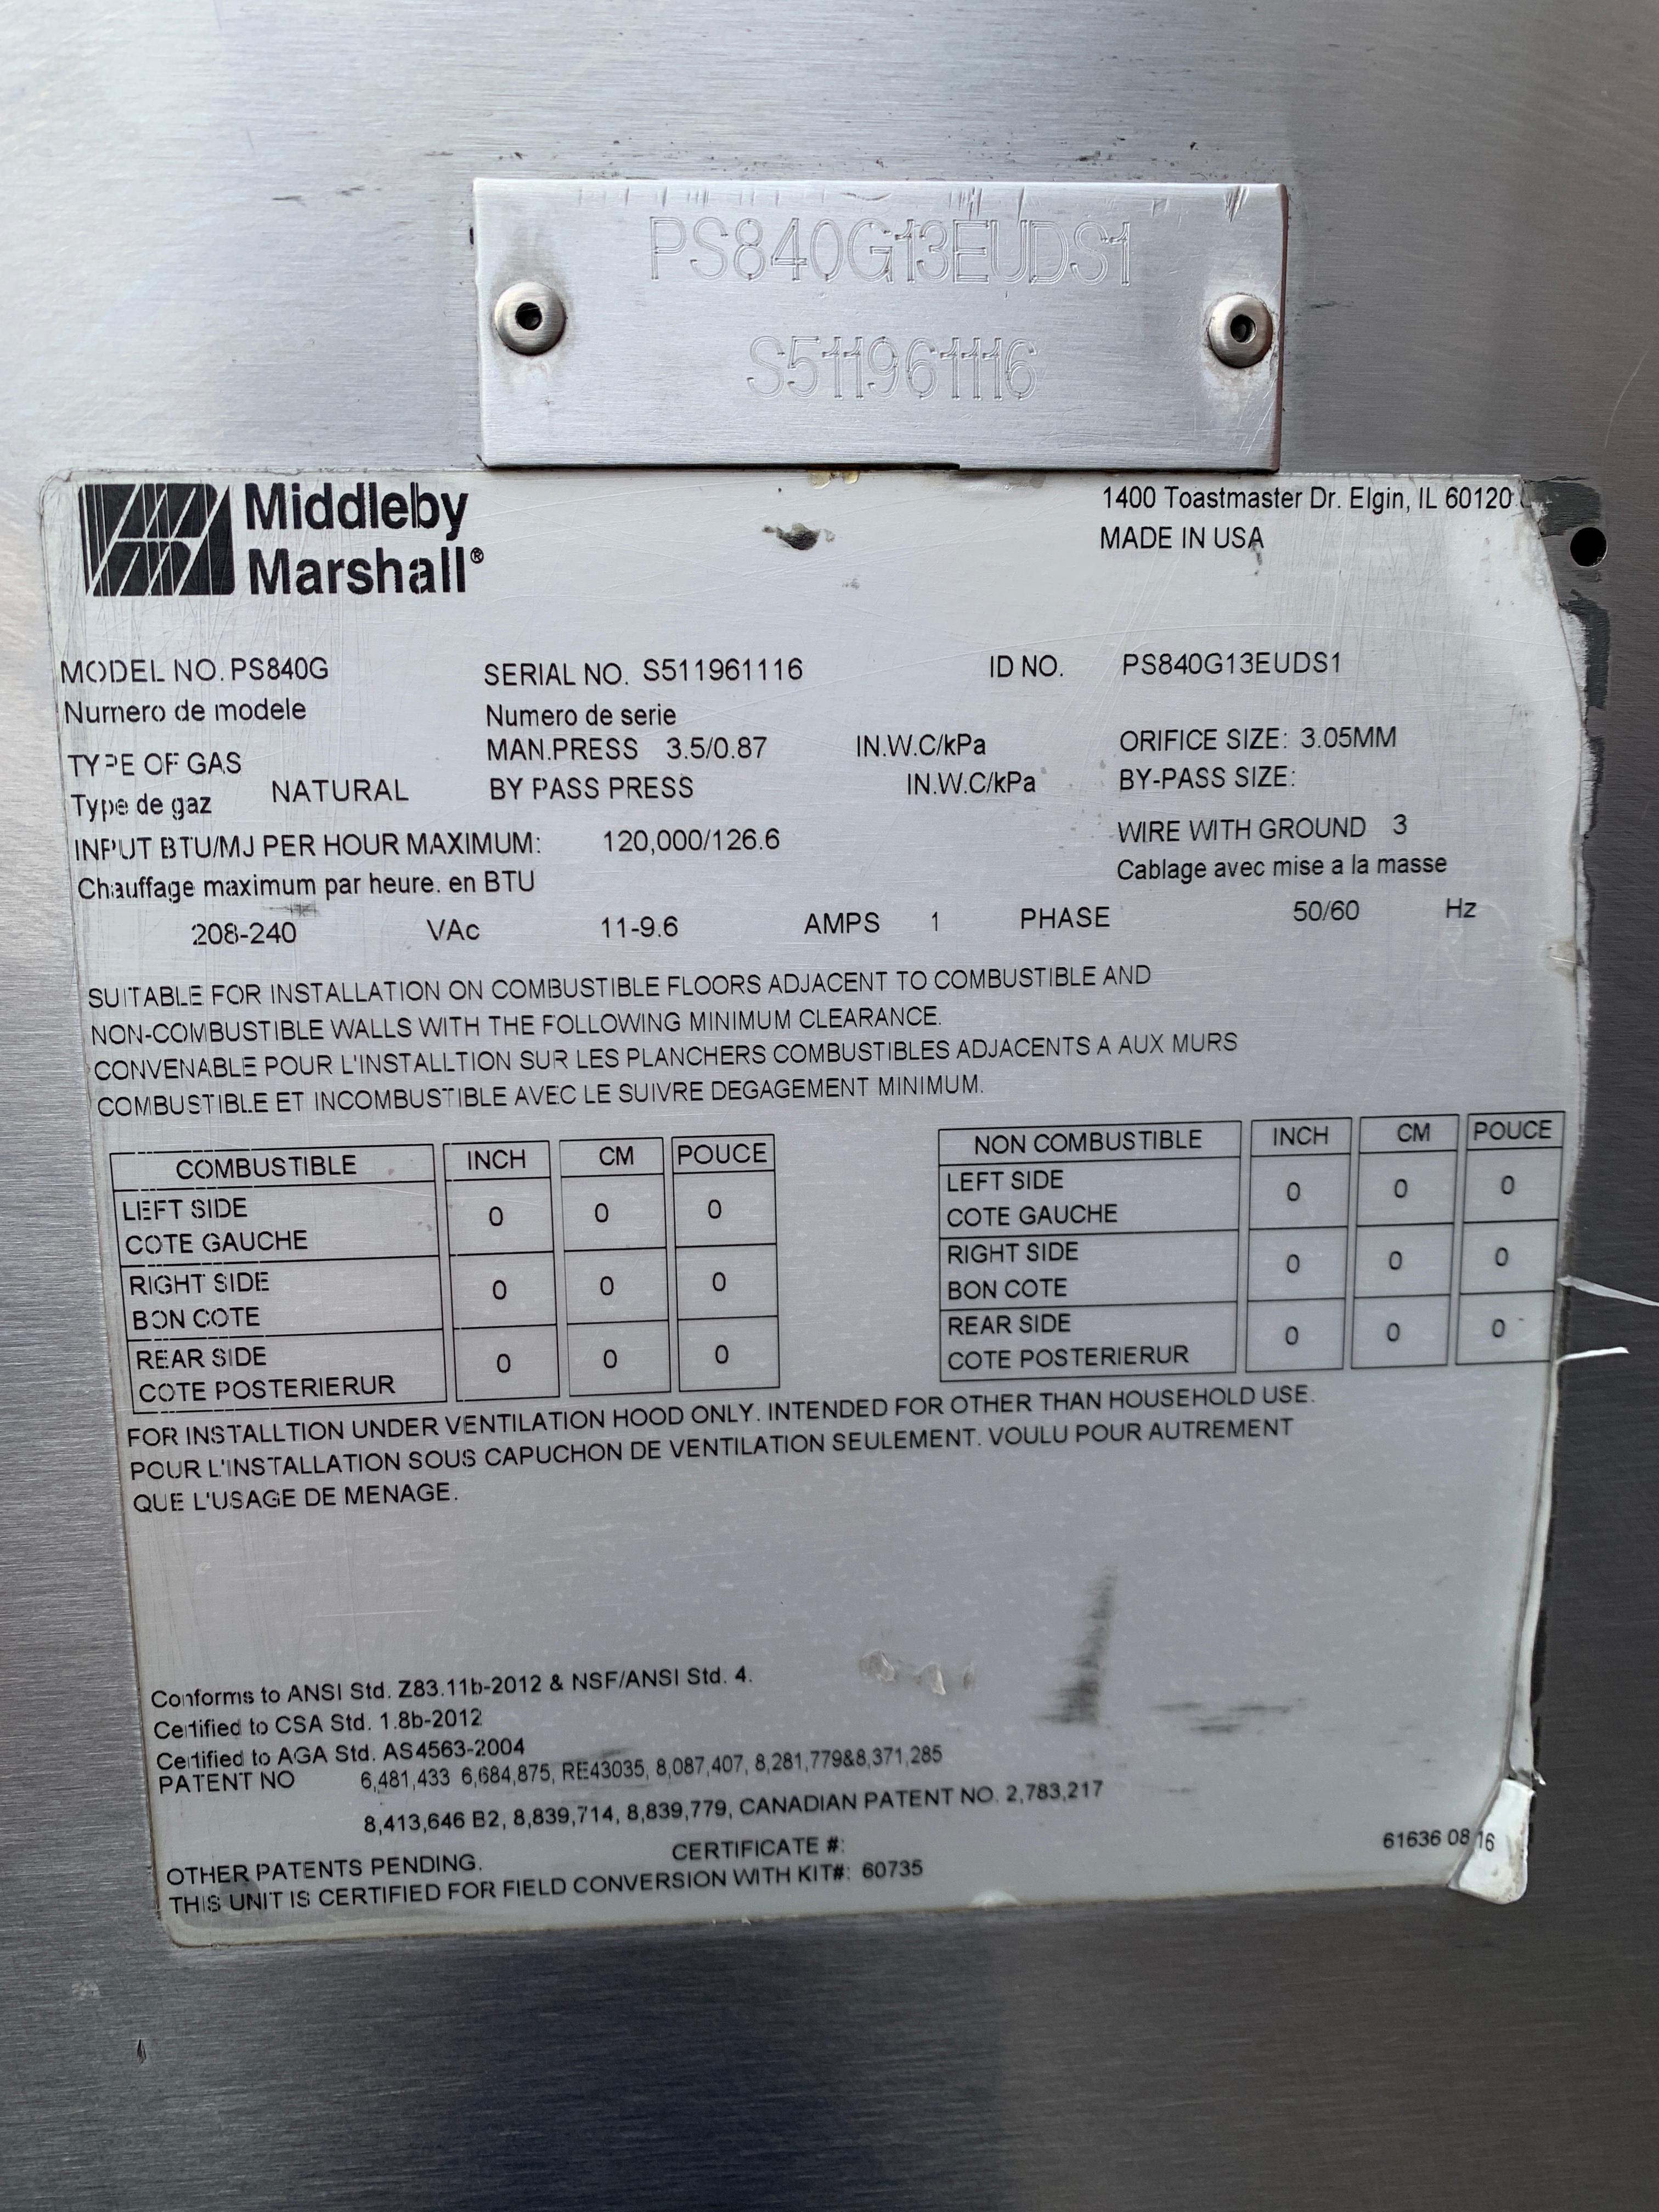 PS840G13EUDS1
S511961116
Middleby
Marshall®
1400 Toastmaster Dr. Elgin, IL 60120
MADE IN USA
MODEL NO. PS840G SERIAL NO. S511961116 ID NO. PS840G13EUDS1
Numero de modele Numero de serie
TYPE OF GAS MAN.PRESS 3.5/0.87 IN.W.C/kPa ORIFICE SIZE: 3.05MM
Type de gaz NATURAL BY PASS PRESS IN.W.C/kPa BY-PASS SIZE:
INPUT BTU/MJ PER HOUR MAXIMUM: 120,000/126.6 WIRE WITH GROUND 3
Chauffage maximum par heure. en BTU Cablage avec mise a la masse
208-240 VAc 11-9.6 AMPS 1 PHASE 50/60 Hz
SUITABLE FOR INSTALLATION ON COMBUSTIBLE FLOORS ADJACENT TO COMBUSTIBLE AND
NON-COMBUSTIBLE WALLS WITH THE FOLLOWING MINIMUM CLEARANCE.
CONVENABLE POUR L'INSTALLTION SUR LES PLANCHERS COMBUSTIBLES ADJACENTS A AUX MURS
COMBUSTIBLE ET INCOMBUSTIBLE AVEC LE SUIVRE DEGAGEMENT MINIMUM.
COMBUSTIBLE INCH CM POUCE
LEFT SIDE
COTE GAUCHE 0 0 0
RIGHT SIDE
BON COTE 0 0 0
REAR SIDE
COTE POSTERIERUR 0 0 0
NON COMBUSTIBLE INCH CM POUCE
LEFT SIDE
COTE GAUCHE 0 0 0
RIGHT SIDE
BON COTE 0 0 0
REAR SIDE
COTE POSTERIERUR 0 0 0
FOR INSTALLTION UNDER VENTILATION HOOD ONLY. INTENDED FOR OTHER THAN HOUSEHOLD USE.
POUR L'INSTALLATION SOUS CAPUCHON DE VENTILATION SEULEMENT. VOULU POUR AUTREMENT
QUE L'USAGE DE MENAGE.
Conforms to ANSI Std. Z83.11b-2012 & NSF/ANSI Std. 4.
Certified to CSA Std. 1.8b-2012
Certified to AGA Std. AS4563-2004
PATENT NO 6,481,433 6,684,875, RE43035, 8,087,407, 8,281,779&8,371,285
8,413,646 B2, 8,839,714, 8,839,779, CANADIAN PATENT NO. 2,783,217
CERTIFICATE #:
OTHER PATENTS PENDING.
THIS UNIT IS CERTIFIED FOR FIELD CONVERSION WITH KIT#: 60735
61636 08 16